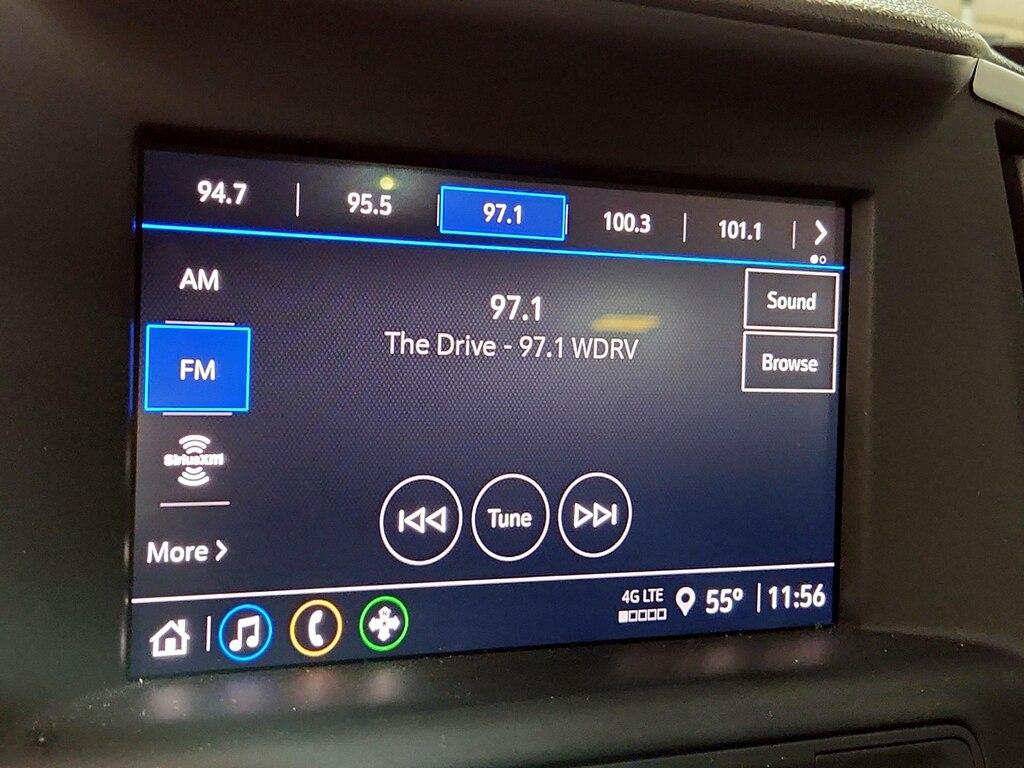 94.7 | 95.5 97.1 100.3 | 101.1 |
AM
FM
SiriusXM
More
97.1
The Drive - 97.1 WDRV
Sound
Browse
Tune
4G LTE
55° | 11:56